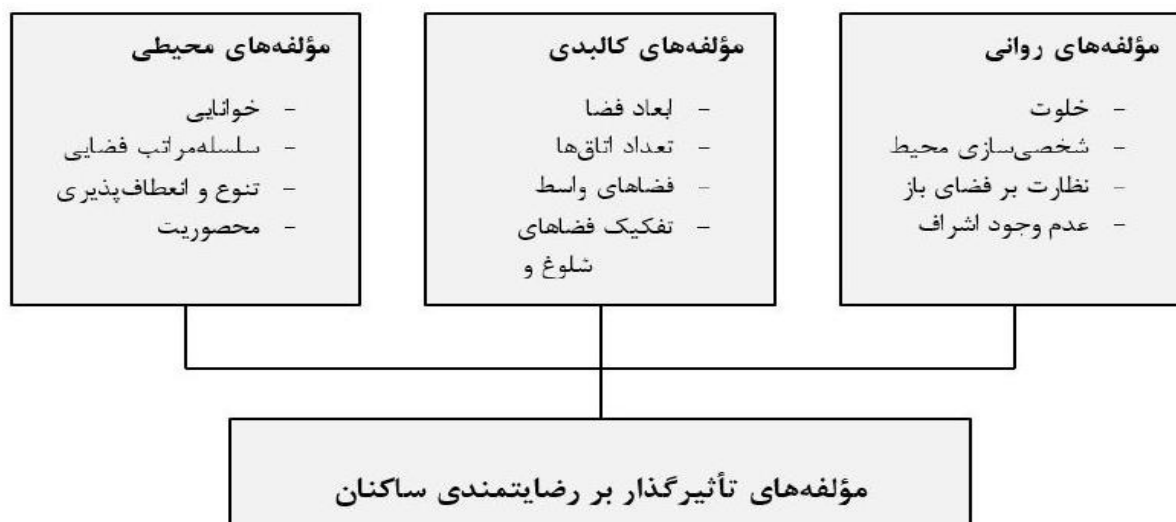 مؤلفه‌های روانی
- خلوت
- شخصی‌سازی محیط
- نظارت بر فضای باز
- عدم وجود اشراف
مؤلفه‌های کالبدی
- ابعاد فضا
- تعداد اتاق‌ها
- فضاهای واسط
- تفکیک فضاهای
شلوغ و
مؤلفه‌های محیطی
- خوانایی
- سلسله‌مراتب فضایی
- تنوع و انعطاف‌پذیری
- محصوریت
مؤلفه‌های تأثیرگذار بر رضایتمندی ساکنان